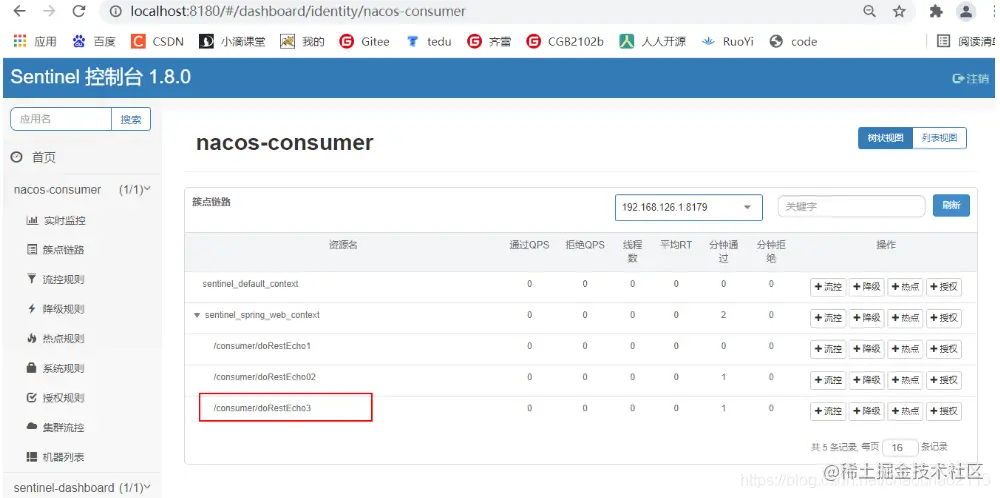 localhost:8180/#/dashboard/identity/nacos-consumer
应用 百度 CSDN 小滴课堂 我的 Gitee tedu 齐雷 CGB2102b 人人开源 RuoYi code 阅读清单
Sentinel 控制台 1.8.0 注销
应用名 搜索
首页
nacos-consumer (1/1)
实时监控
簇点链路
流控规则
降级规则
热点规则
系统规则
授权规则
集群流控
机器列表
sentinel-dashboard (1/1)
nacos-consumer 树状视图 列表视图
簇点链路 192.168.126.1:8179 关键字 刷新
资源名 通过QPS 拒绝QPS 线程数 平均RT 分钟通过 分钟拒绝 操作
sentinel_default_context 0 0 0 0 0 0 +流控 +降级 +热点 +授权
sentinel_spring_web_context 0 0 0 0 2 0 +流控 +降级 +热点 +授权
/consumer/doRestEcho1 0 0 0 0 0 0 +流控 +降级 +热点 +授权
/consumer/doRestEcho02 0 0 0 0 1 0 +流控 +降级 +热点 +授权
/consumer/doRestEcho3 0 0 0 0 1 0 +流控 +降级 +热点 +授权
共 5 条记录, 每页 16 条记录
@稀土掘金技术社区